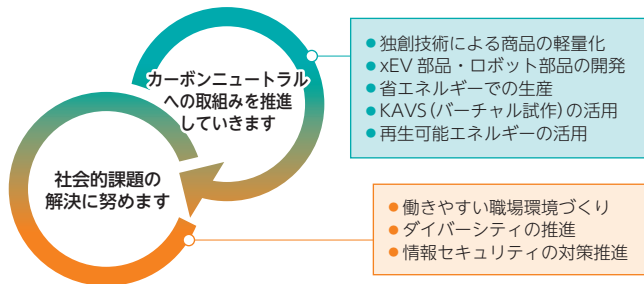 カーボンニュートラル
への取組みを推進
していきます
● 独創技術による商品の軽量化
● xEV 部品・ロボット部品の開発
● 省エネルギーでの生産
● KAVS(バーチャル試作)の活用
● 再生可能エネルギーの活用
社会的課題の
解決に努めます
● 働きやすい職場環境づくり
● ダイバーシティの推進
● 情報セキュリティの対策推進